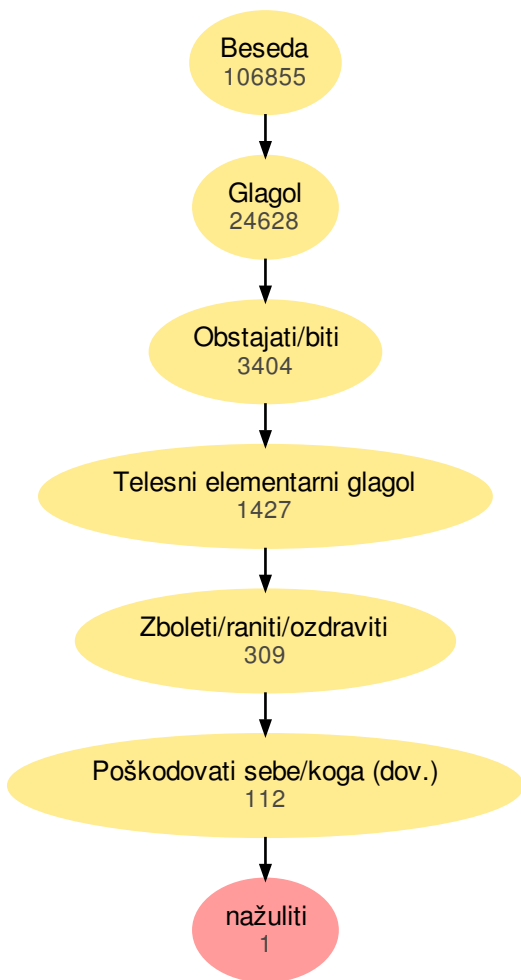 Beseda
106855
Glagol
24628
Obstajati/biti
3404
Telesni elementarni glagol
1427
Zboleti/raniti/ozdraviti
309
Poškodovati sebe/koga (dov.)
112
nažuliti
1